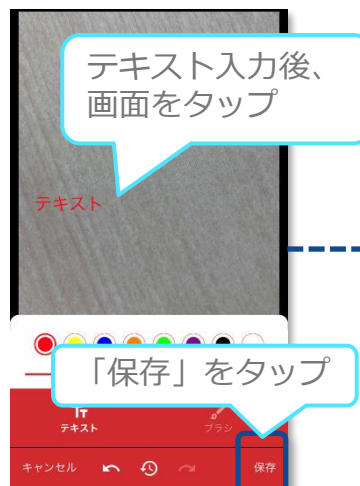 テキスト入力後、
画面をタップ
テキスト
「保存」をタップ
テキスト
ブラシ
キャンセル
保存